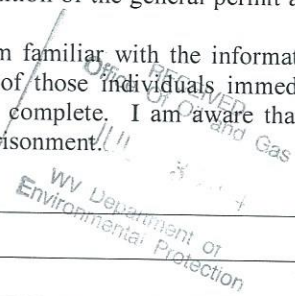 of the general permit a
m familiar with the informat
of those individuals immed
complete. I am aware tha
risonment.
RECEIVED
Office Of Oil and Gas
WV Department of
Environmental Protection